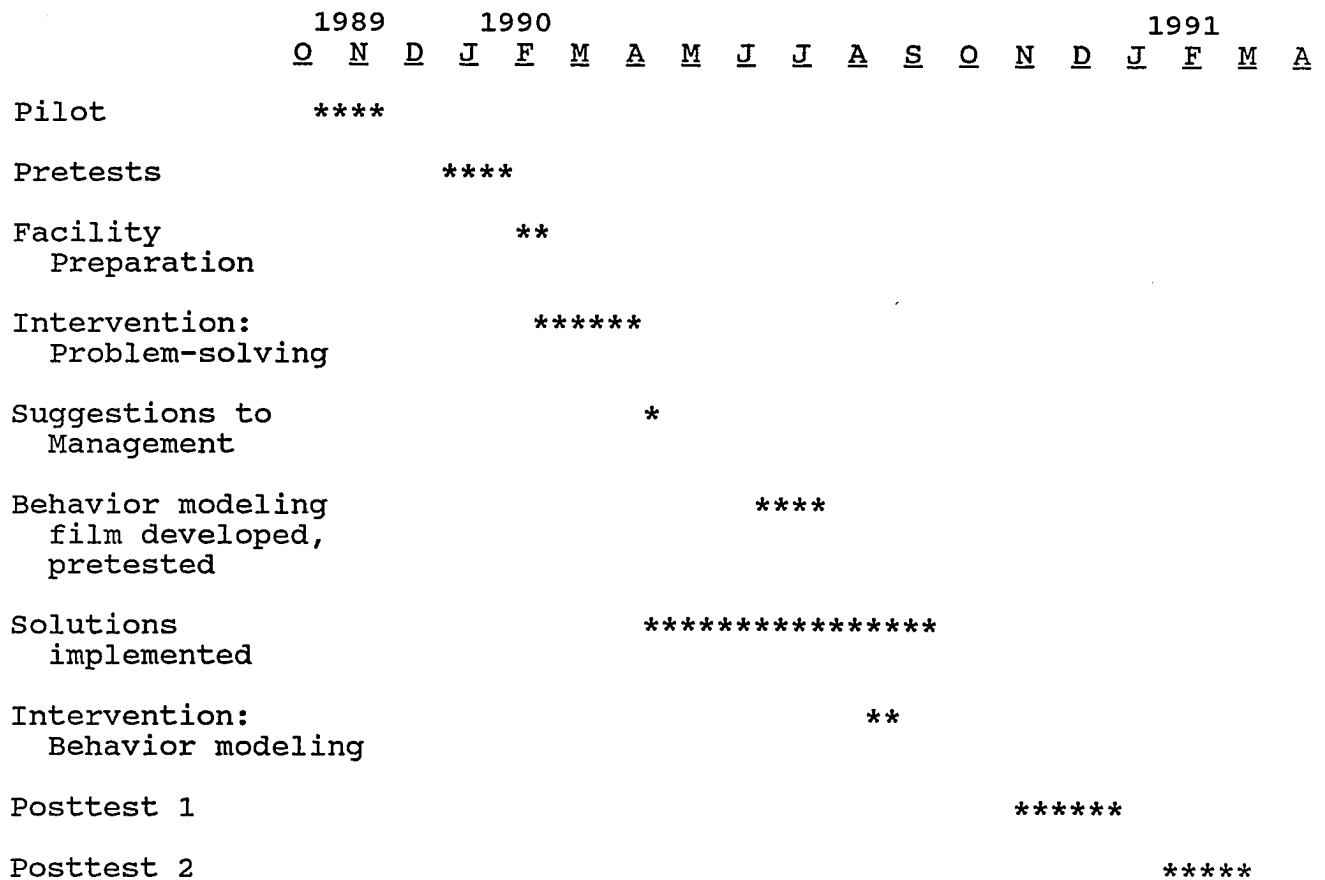 1989 1990 1991
O N D J F M A M J J A S O N D J F M A
Pilot ****
Pretests ****
Facility **
Preparation
Intervention: ******
Problem-solving
Suggestions to *
Management
Behavior modeling ****
film developed,
pretested
Solutions ****************
implemented
Intervention: **
Behavior modeling
Posttest 1 ******
Posttest 2 *****